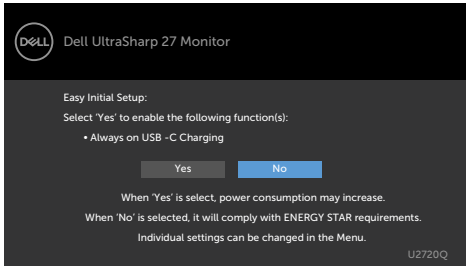 DELL
Dell UltraSharp 27 Monitor
Easy Initial Setup:
Select 'Yes' to enable the following function(s):
• Always on USB -C Charging
Yes No
When 'Yes' is select, power consumption may increase.
When 'No' is selected, it will comply with ENERGY STAR requirements.
Individual settings can be changed in the Menu.
U2720Q